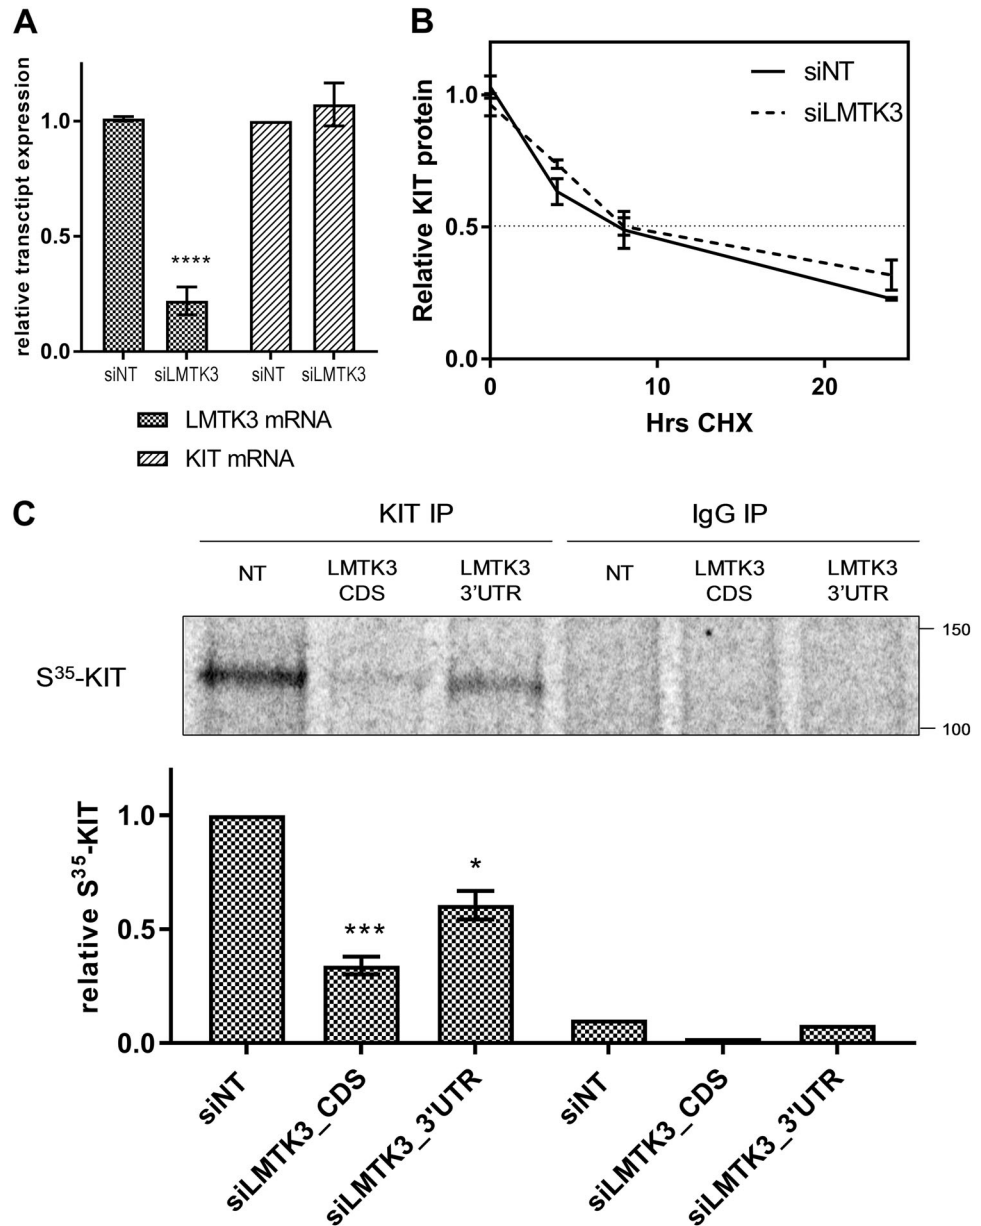 A
relative transctipt expression
1.0
0.5
0.0
****
siNT
siLMTK3
siNT
siLMTK3
LMTK3 mRNA
KIT mRNA
B
Relative KIT protein
1.0
0.5
0.0
siNT
siLMTK3
0
10
20
Hrs CHX
C
KIT IP
IgG IP
NT
LMTK3
CDS
LMTK3
3'UTR
NT
LMTK3
CDS
LMTK3
3'UTR
S³⁵-KIT
150
100
relative S³⁵-KIT
1.0
0.5
0.0
***
*
siNT
siLMTK3_CDS
siLMTK3_3'UTR
siNT
siLMTK3_CDS
siLMTK3_3'UTR